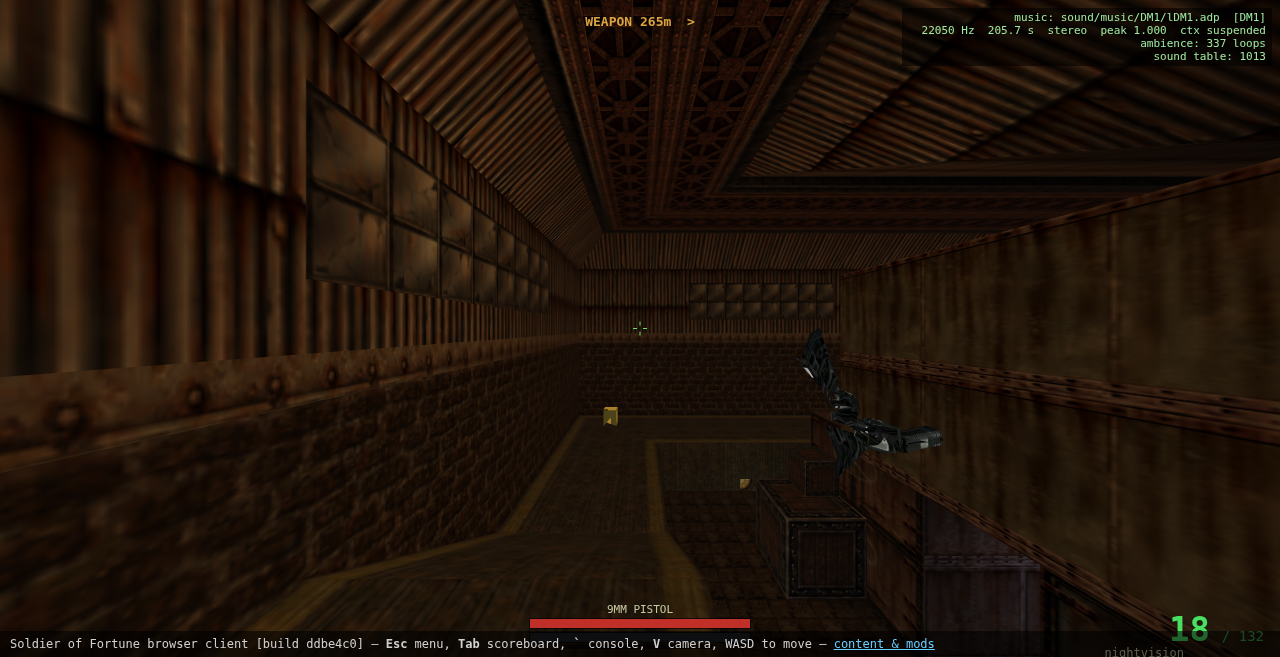 WEAPON 265m >
music: sound/music/DM1/lDM1.adp [DM1]
22050 Hz 205.7 s stereo peak 1.000 ctx suspended
ambience: 337 loops
sound table: 1013
9MM PISTOL
18 / 132
Soldier of Fortune browser client [build ddbe4c0] — Esc menu, Tab scoreboard, ` console, V camera, WASD to move — content & mods
nightvision